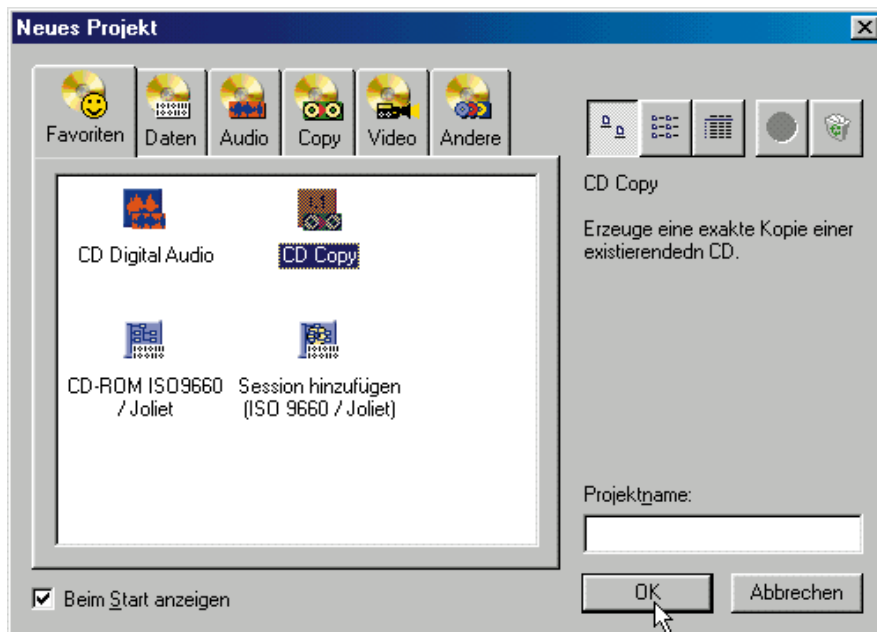 Neues Projekt
Favoriten
Daten
Audio
Copy
Video
Andere
CD Digital Audio
CD Copy
CD-ROM ISO9660
/ Joliet
Session hinzufügen
(ISO 9660 / Joliet)
CD Copy
Erzeuge eine exakte Kopie einer
existierendedn CD.
Projektname:
Beim Start anzeigen
OK
Abbrechen